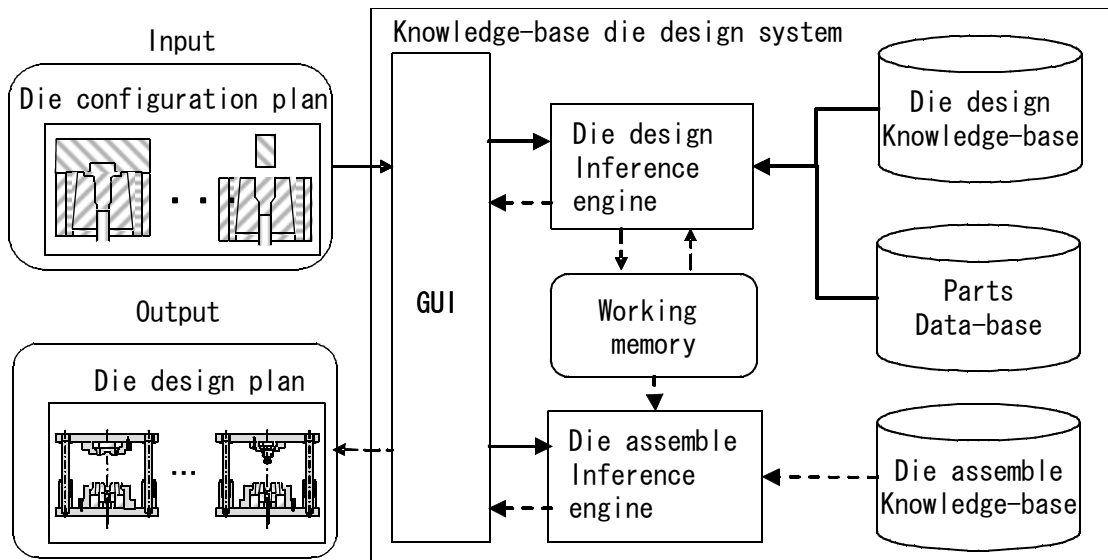 Input
Die configuration plan
Output
Die design plan
...
Knowledge-base die design system
GUI
Die design
Inference
engine
Working
memory
Die assemble
Inference
engine
Die design
Knowledge-base
Parts
Data-base
Die assemble
Knowledge-base